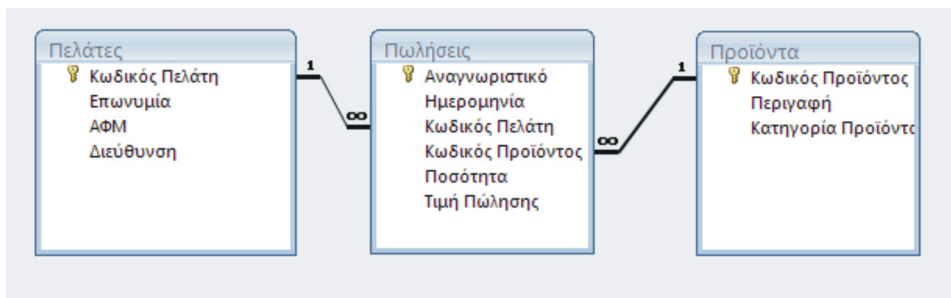 Πελάτες
Κωδικός Πελάτη
Επωνυμία
ΑΦΜ
Διεύθυνση
1
∞
Πωλήσεις
Αναγνωριστικό
Ημερομηνία
Κωδικός Πελάτη
Κωδικός Προϊόντος
Ποσότητα
Τιμή Πώλησης
∞
1
Προϊόντα
Κωδικός Προϊόντος
Περιγαφή
Κατηγορία Προϊόντο